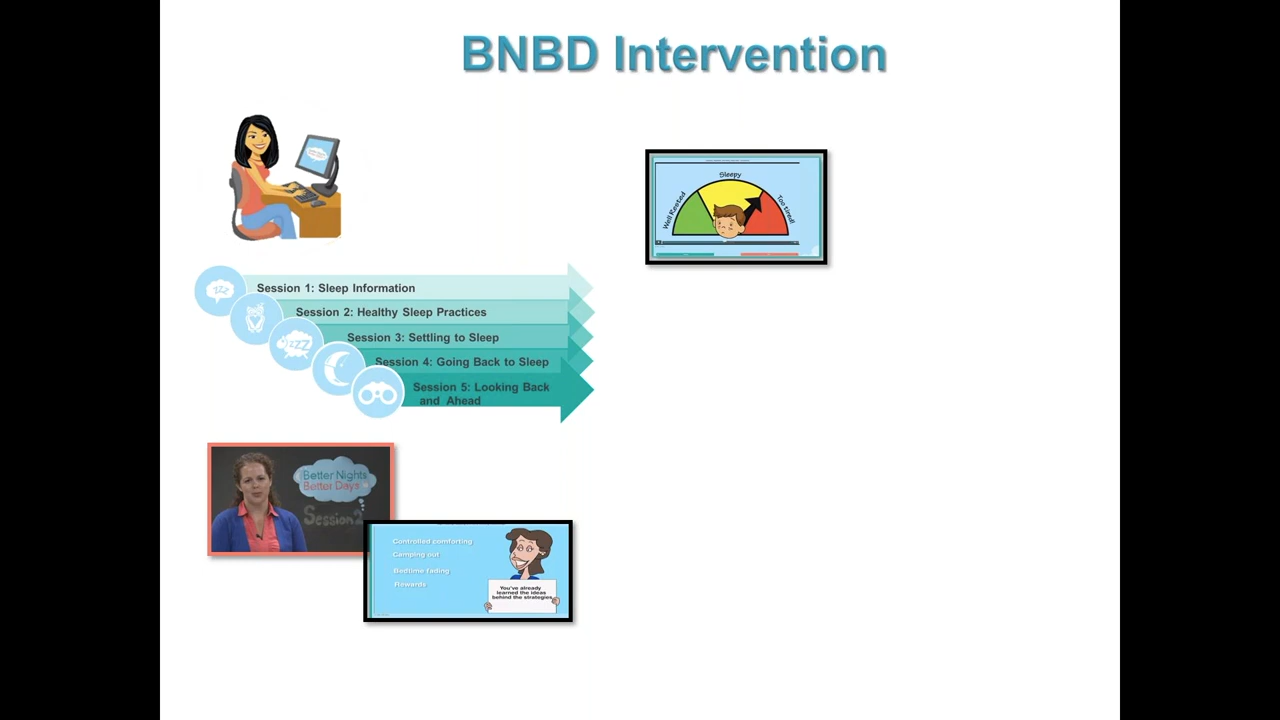 BNBD Intervention
Well Rested
Sleepy
Too tired!
Session 1: Sleep Information
Session 2: Healthy Sleep Practices
Session 3: Settling to Sleep
Session 4: Going Back to Sleep
Session 5: Looking Back
and Ahead
Better Nights
Better Days
Session2
Controlled comforting
Camping out
Bedtime fading
Rewards
You've already
learned the ideas
behind the strategies